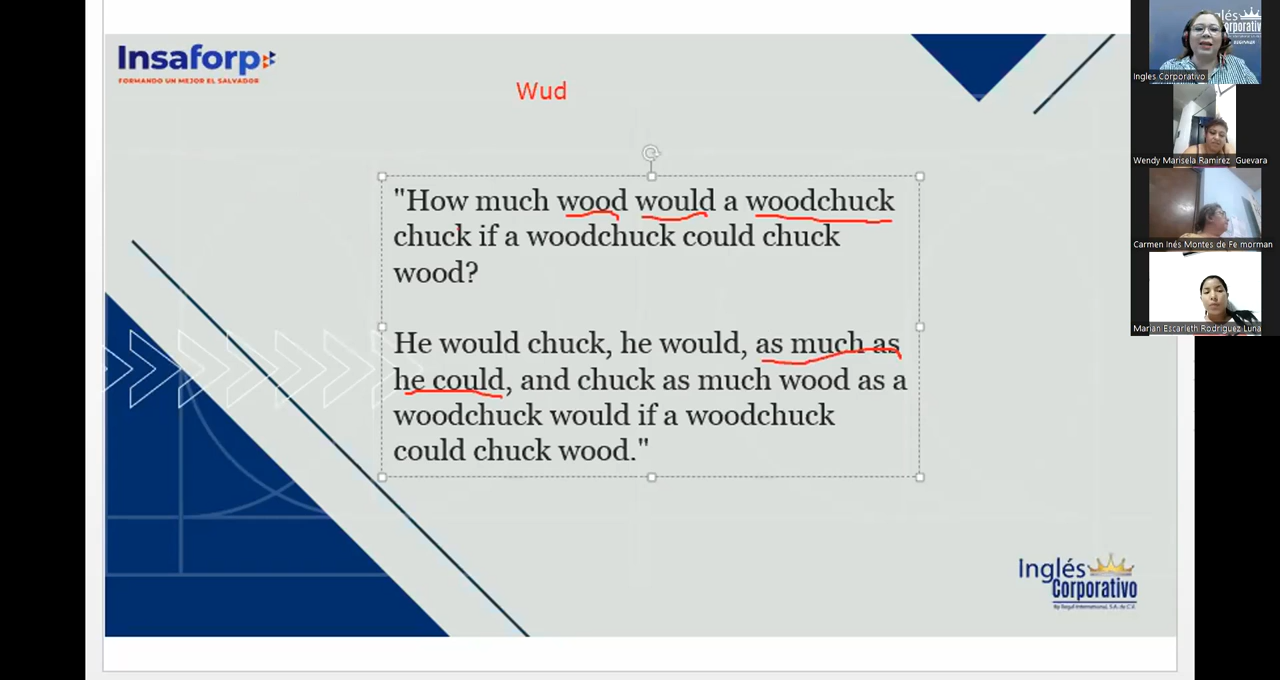 Insaforp
FORMANDO UN MEJOR EL SALVADOR
Wud
"How much wood would a woodchuck
chuck if a woodchuck could chuck
wood?
He would chuck, he would, as much as
he could, and chuck as much wood as a
woodchuck would if a woodchuck
could chuck wood."
Inglés
Corporativo
Ingles Corporativo
Wendy Marisela Ramirez Guevara
Carmen Inés Montes de Fe morman
Marian Escarleth Rodriguez Luna